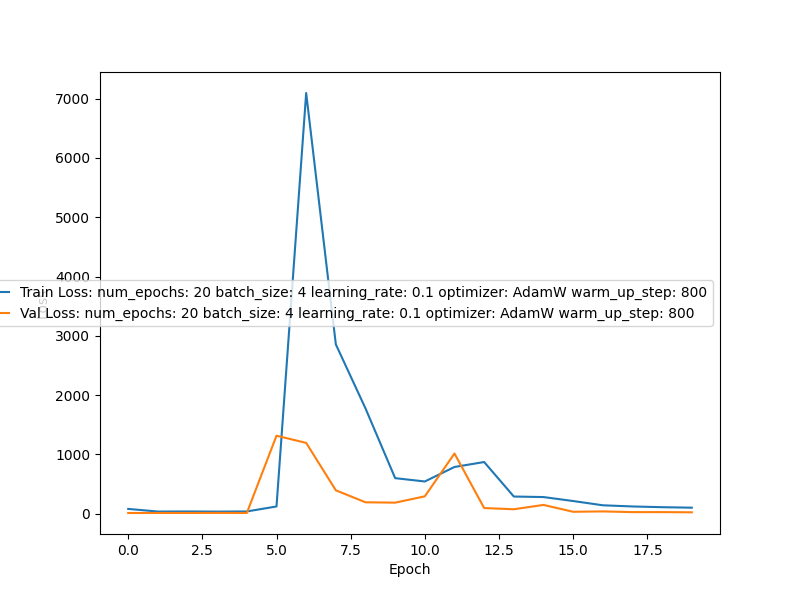 7000
6000
5000
4000
Train Loss: num_epochs: 20 batch_size: 4 learning_rate: 0.1 optimizer: AdamW warm_up_step: 800
Val Loss: num_epochs: 20 batch_size: 4 learning_rate: 0.1 optimizer: AdamW warm_up_step: 800
3000
2000
1000
0
0.0 2.5 5.0 7.5 10.0 12.5 15.0 17.5
Epoch